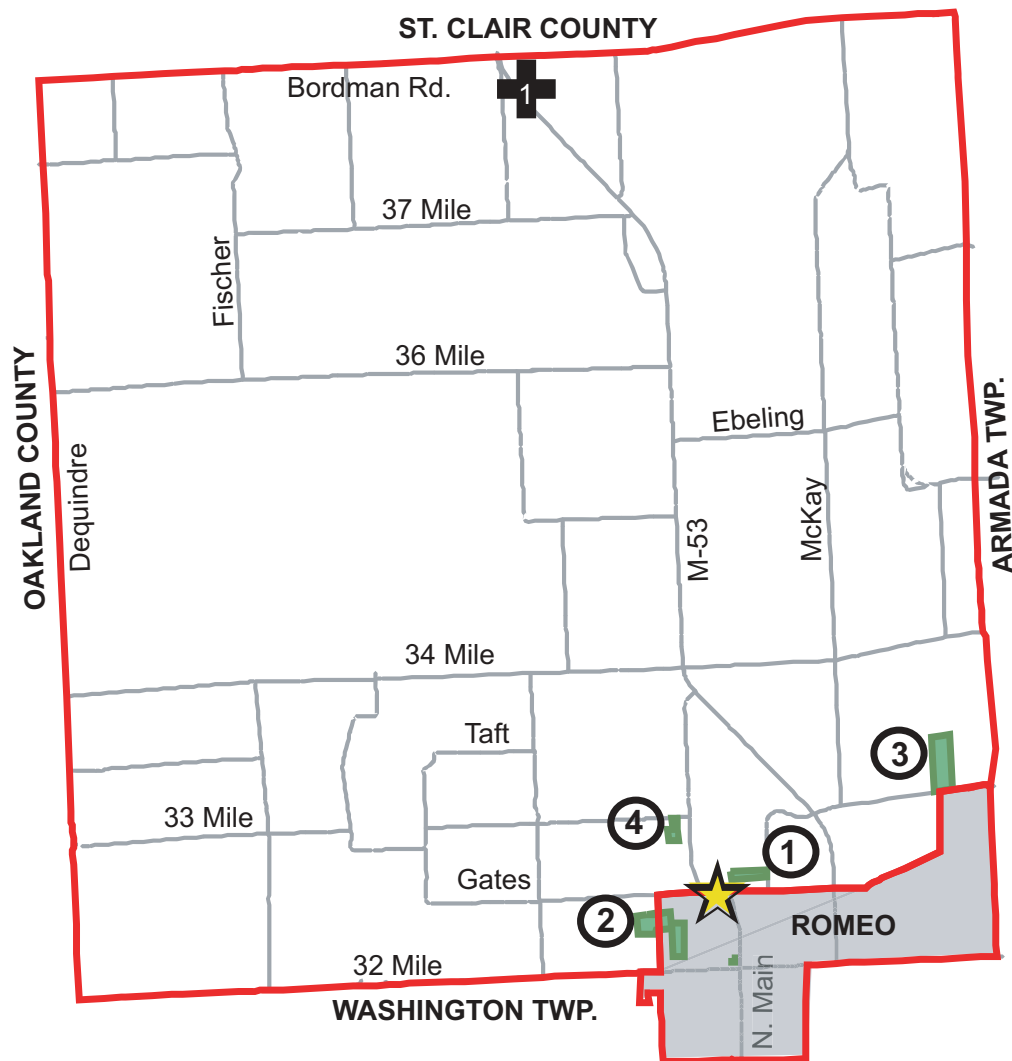 ST. CLAIR COUNTY
Bordman Rd.
1
37 Mile
Fischer
36 Mile
OAKLAND COUNTY
Dequindre
Ebeling
McKay
M-53
ARMADA TWP.
34 Mile
Taft
3
33 Mile
4
1
Gates
2
ROMEO
32 Mile
N. Main
WASHINGTON TWP.